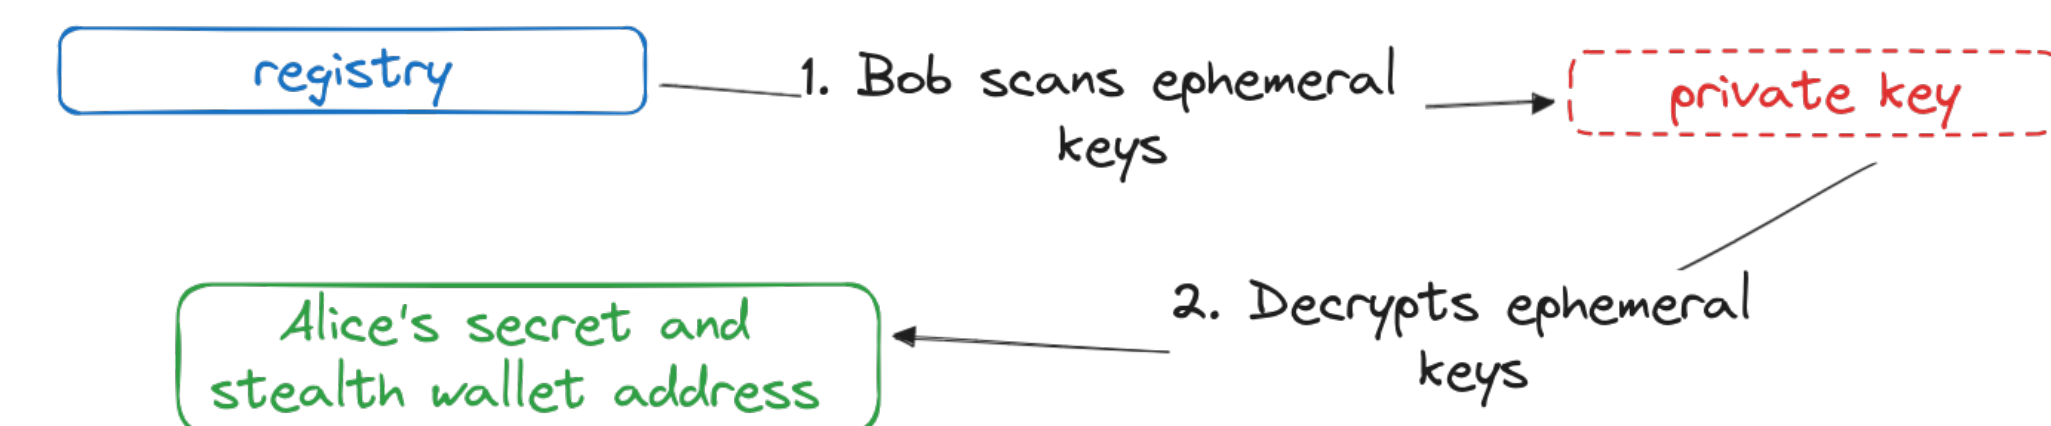 registry
1. Bob scans ephemeral
keys
private key
2. Decrypts ephemeral
keys
Alice's secret and
stealth wallet address